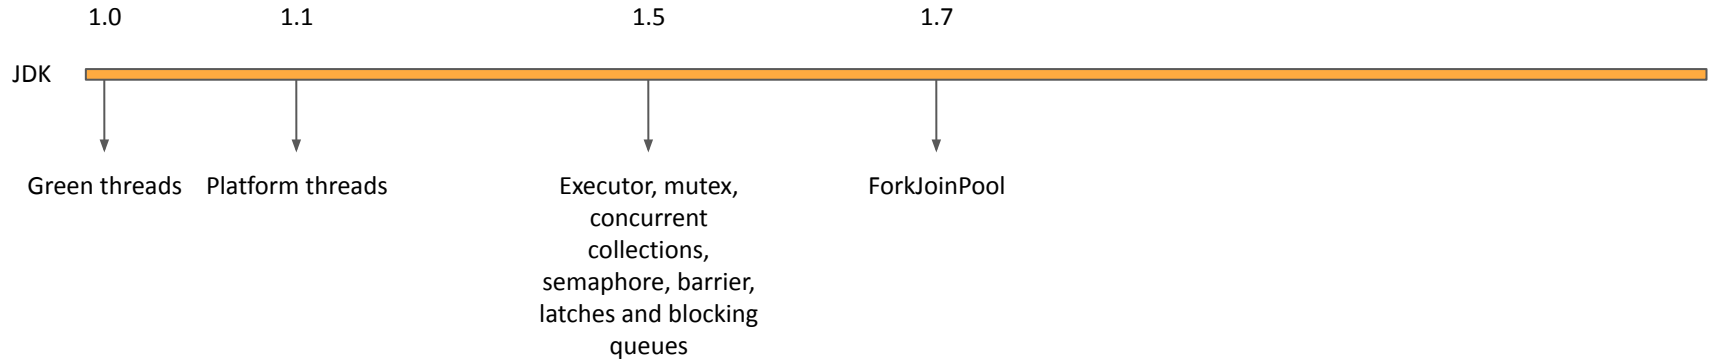 1.0 1.1 1.5 1.7
JDK
Green threads Platform threads Executor, mutex, ForkJoinPool
concurrent
collections,
semaphore, barrier,
latches and blocking
queues